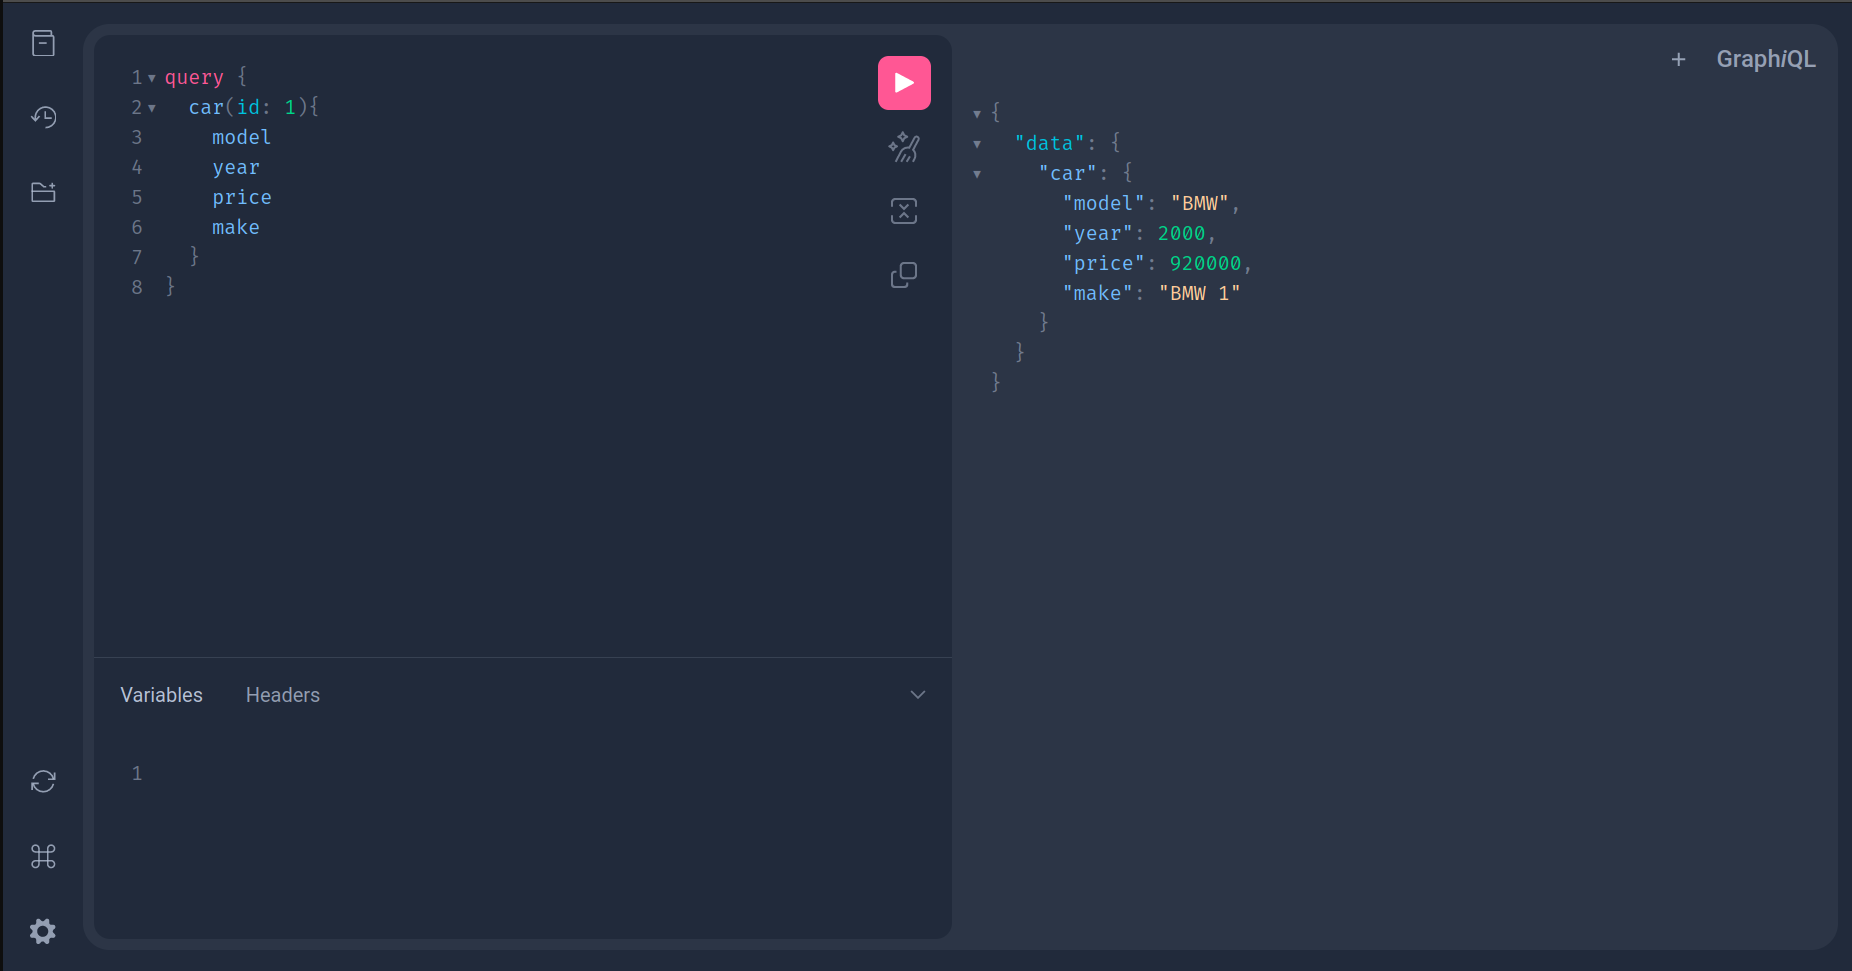 1 query {
2 car(id: 1){
3 model
4 year
5 price
6 make
7 }
8 }
Variables Headers
1
+ GraphiQL
{
"data": {
"car": {
"model": "BMW",
"year": 2000,
"price": 920000,
"make": "BMW 1"
}
}
}